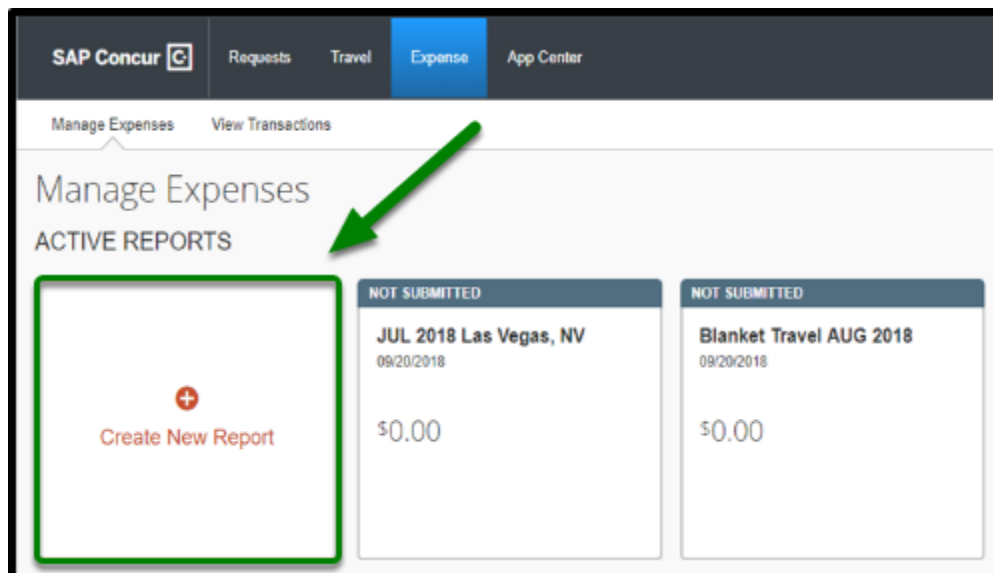 SAP Concur C Requests Travel Expense App Center
Manage Expenses View Transactions
Manage Expenses
ACTIVE REPORTS
Create New Report
NOT SUBMITTED
JUL 2018 Las Vegas, NV
09/20/2018
$0.00
NOT SUBMITTED
Blanket Travel AUG 2018
09/20/2018
$0.00